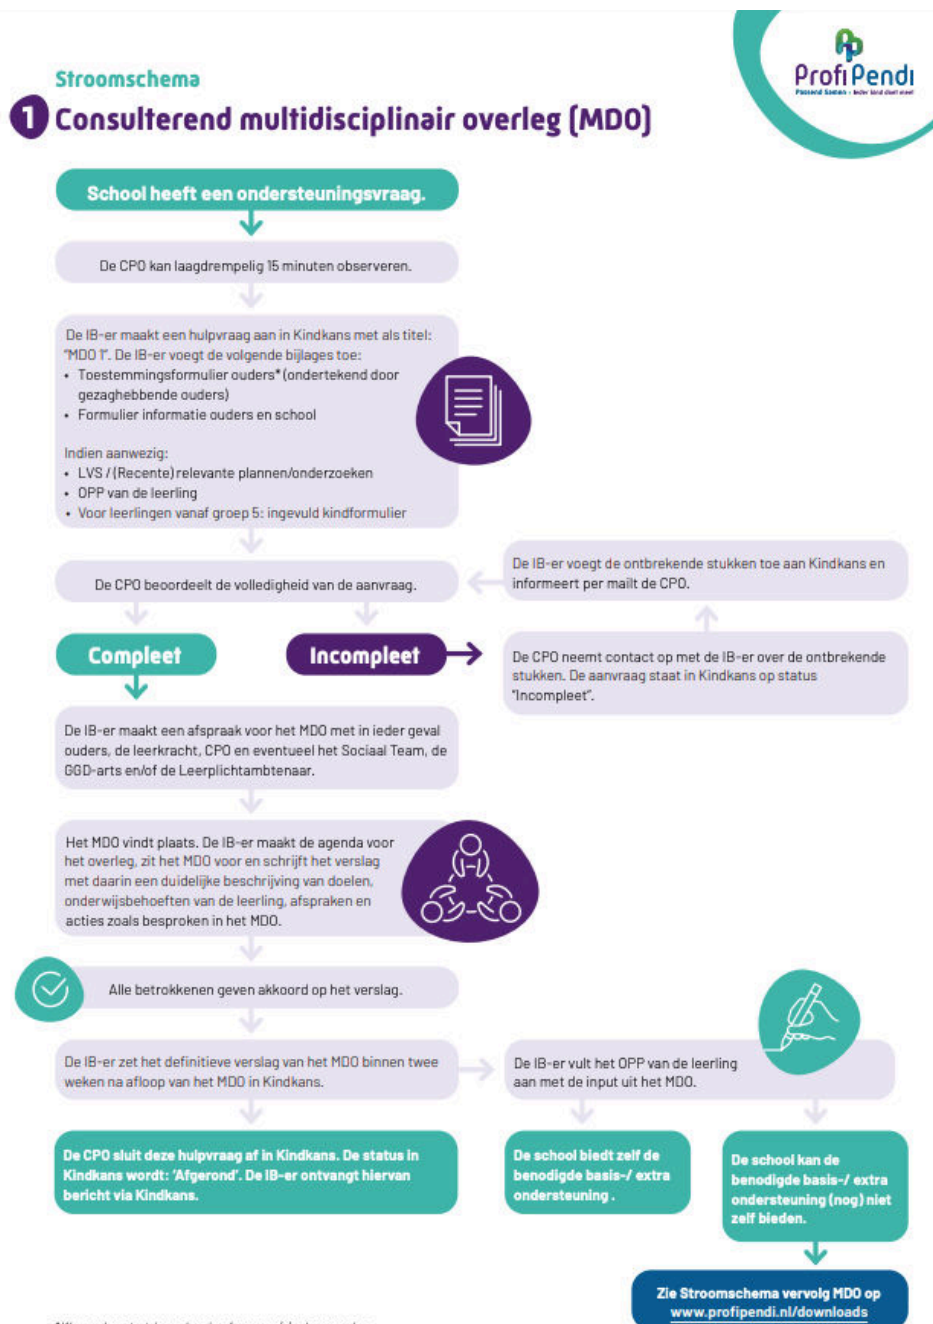 Stroomschema
1 Consulterend multidisciplinair overleg (MDO)
ProfiPendi
Passend Samen - Ieder kind doet mee!
School heeft een ondersteuningsvraag.
De CPO kan laagdrempelig 15 minuten observeren.
De IB-er maakt een hulpvraag aan in Kindkans met als titel:
"MDO 1". De IB-er voegt de volgende bijlages toe:
• Toestemmingsformulier ouders* (ondertekend door
gezaghebbende ouders)
• Formulier informatie ouders en school
Indien aanwezig:
• LVS / (Recente) relevante plannen/onderzoeken
• OPP van de leerling
• Voor leerlingen vanaf groep 5: ingevuld kindformulier
De CPO beoordeelt de volledigheid van de aanvraag.
De IB-er voegt de ontbrekende stukken toe aan Kindkans en
informeert per mailt de CPO.
Compleet
Incompleet
De CPO neemt contact op met de IB-er over de ontbrekende
stukken. De aanvraag staat in Kindkans op status
"Incompleet".
De IB-er maakt een afspraak voor het MDO met in ieder geval
ouders, de leerkracht, CPO en eventueel het Sociaal Team, de
GGD-arts en/of de Leerplichtambtenaar.
Het MDO vindt plaats. De IB-er maakt de agenda voor
het overleg, zit het MDO voor en schrijft het verslag
met daarin een duidelijke beschrijving van doelen,
onderwijsbehoeften van de leerling, afspraken en
acties zoals besproken in het MDO.
Alle betrokkenen geven akkoord op het verslag.
De IB-er zet het definitieve verslag van het MDO binnen twee
weken na afloop van het MDO in Kindkans.
De IB-er vult het OPP van de leerling
aan met de input uit het MDO.
De CPO sluit deze hulpvraag af in Kindkans. De status in
Kindkans wordt: 'Afgerond'. De IB-er ontvangt hiervan
bericht via Kindkans.
De school biedt zelf de
benodigde basis-/ extra
ondersteuning .
De school kan de
benodigde basis-/ extra
ondersteuning (nog) niet
zelf bieden.
Zie Stroomschema vervolg MDO op
www.profipendi.nl/downloads